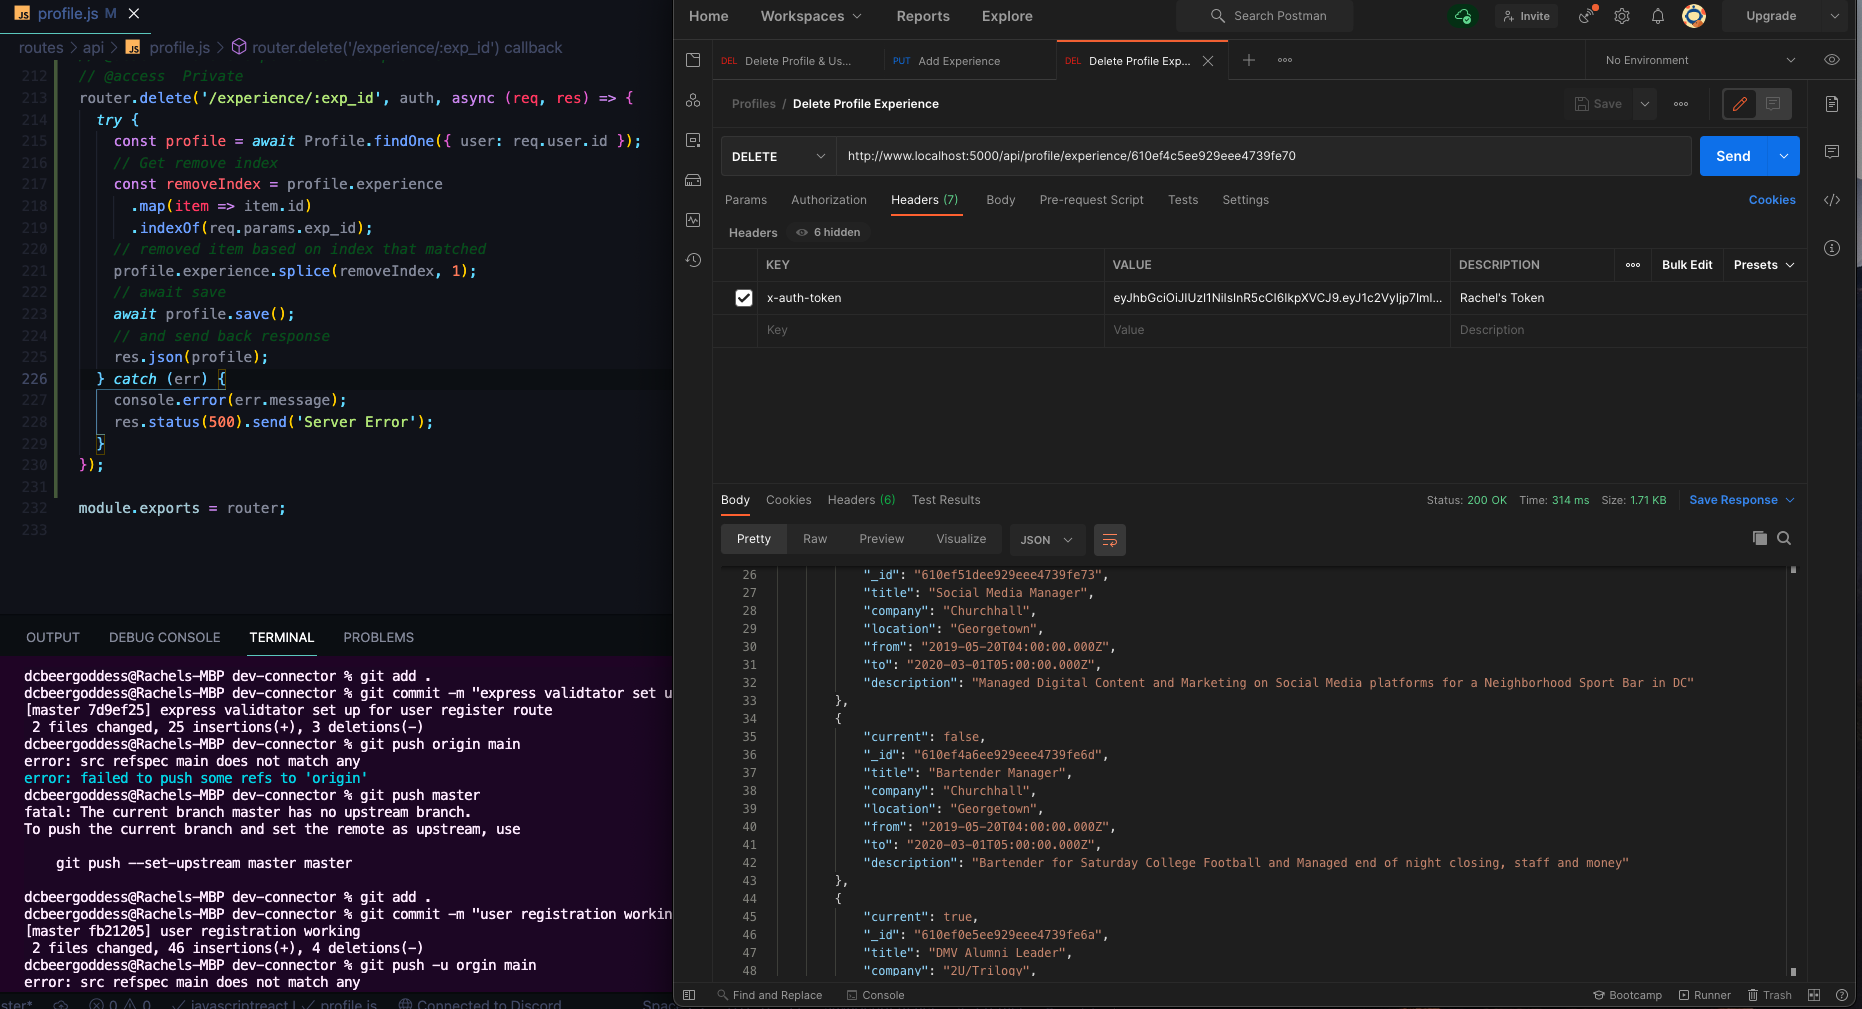 JS profile.js M
routes > api > JS profile.js > router.delete('/experience/:exp_id') callback
212 // @access  Private
213 router.delete('/experience/:exp_id', auth, async (req, res) => {
214 try {
215 const profile = await Profile.findOne({ user: req.user.id });
216 // Get remove index
217 const removeIndex = profile.experience
218 .map(item => item.id)
219 .indexOf(req.params.exp_id);
220 // removed item based on index that matched
221 profile.experience.splice(removeIndex, 1);
222 // await save
223 await profile.save();
224 // and send back response
225 res.json(profile);
226 } catch (err) {
227 console.error(err.message);
228 res.status(500).send('Server Error');
229 }
230 });
231
232 module.exports = router;
233
OUTPUT DEBUG CONSOLE TERMINAL PROBLEMS
dcbeergoddess@Rachels-MBP dev-connector % git add .
dcbeergoddess@Rachels-MBP dev-connector % git commit -m "express validtator set u
[master 7d9ef25] express validtator set up for user register route
2 files changed, 25 insertions(+), 3 deletions(-)
dcbeergoddess@Rachels-MBP dev-connector % git push origin main
error: src refspec main does not match any
error: failed to push some refs to 'origin'
dcbeergoddess@Rachels-MBP dev-connector % git push master
fatal: The current branch master has no upstream branch.
To push the current branch and set the remote as upstream, use
git push --set-upstream master master
dcbeergoddess@Rachels-MBP dev-connector % git add .
dcbeergoddess@Rachels-MBP dev-connector % git commit -m "user registration workin
[master fb21205] user registration working
2 files changed, 46 insertions(+), 4 deletions(-)
dcbeergoddess@Rachels-MBP dev-connector % git push -u orgin main
error: src refspec main does not match any
ster* 0 0 javascriptreact | profile.js Connected to Discord Spac
Home Workspaces Reports Explore Search Postman Invite Upgrade
DEL Delete Profile & Us... PUT Add Experience DEL Delete Profile Exp... No Environment
Profiles / Delete Profile Experience Save
DELETE http://www.localhost:5000/api/profile/experience/610ef4c5ee929eee4739fe70 Send
Params Authorization Headers (7) Body Pre-request Script Tests Settings Cookies
Headers 6 hidden
KEY VALUE DESCRIPTION Bulk Edit Presets
x-auth-token eyJhbGciOiJIUzI1NiIsInR5cCI6IkpXVCJ9.eyJ1c2VyIjp7ImI... Rachel's Token
Key Value Description
Body Cookies Headers (6) Test Results Status: 200 OK Time: 314 ms Size: 1.71 KB Save Response
Pretty Raw Preview Visualize JSON
26 "_id": "610ef51dee929eee4739fe73",
27 "title": "Social Media Manager",
28 "company": "Churchhall",
29 "location": "Georgetown",
30 "from": "2019-05-20T04:00:00.000Z",
31 "to": "2020-03-01T05:00:00.000Z",
32 "description": "Managed Digital Content and Marketing on Social Media platforms for a Neighborhood Sport Bar in DC"
33 },
34 {
35 "current": false,
36 "_id": "610ef4a6ee929eee4739fe6d",
37 "title": "Bartender Manager",
38 "company": "Churchhall",
39 "location": "Georgetown",
40 "from": "2019-05-20T04:00:00.000Z",
41 "to": "2020-03-01T05:00:00.000Z",
42 "description": "Bartender for Saturday College Football and Managed end of night closing, staff and money"
43 },
44 {
45 "current": true,
46 "_id": "610ef0e5ee929eee4739fe6a",
47 "title": "DMV Alumni Leader",
48 "company": "2U/Trilogy",
Find and Replace Console Bootcamp Runner Trash